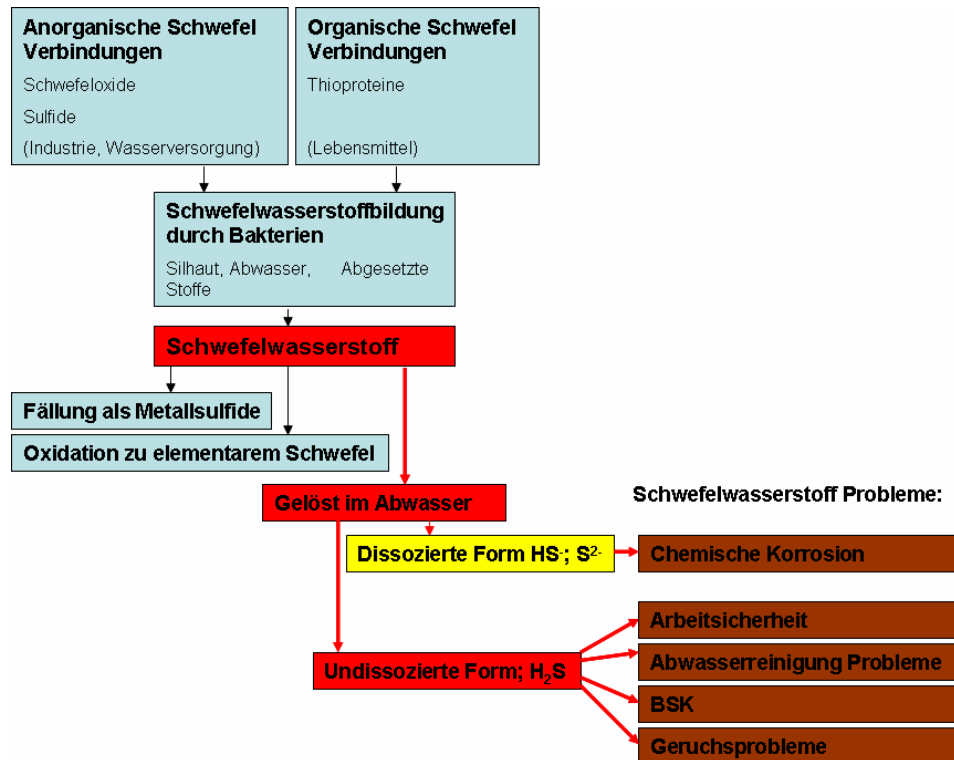 Anorganische Schwefel
Verbindungen
Schwefeloxide
Sulfide
(Industrie, Wasserversorgung)
Organische Schwefel
Verbindungen
Thioproteine
(Lebensmittel)
Schwefelwasserstoffbildung
durch Bakterien
Silhaut, Abwasser, Abgesetzte
Stoffe
Schwefelwasserstoff
Fällung als Metallsulfide
Oxidation zu elementarem Schwefel
Gelöst im Abwasser
Schwefelwasserstoff Probleme:
Dissozierte Form HS⁻; S²⁻
Chemische Korrosion
Undissozierte Form; H₂S
Arbeitsicherheit
Abwasserreinigung Probleme
BSK
Geruchsprobleme